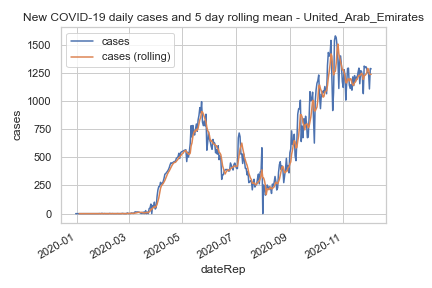 New COVID-19 daily cases and 5 day rolling mean - United_Arab_Emirates
cases
cases (rolling)
1500
1250
1000
750
500
250
0
cases
2020-01
2020-03
2020-05
2020-07
2020-09
2020-11
dateRep